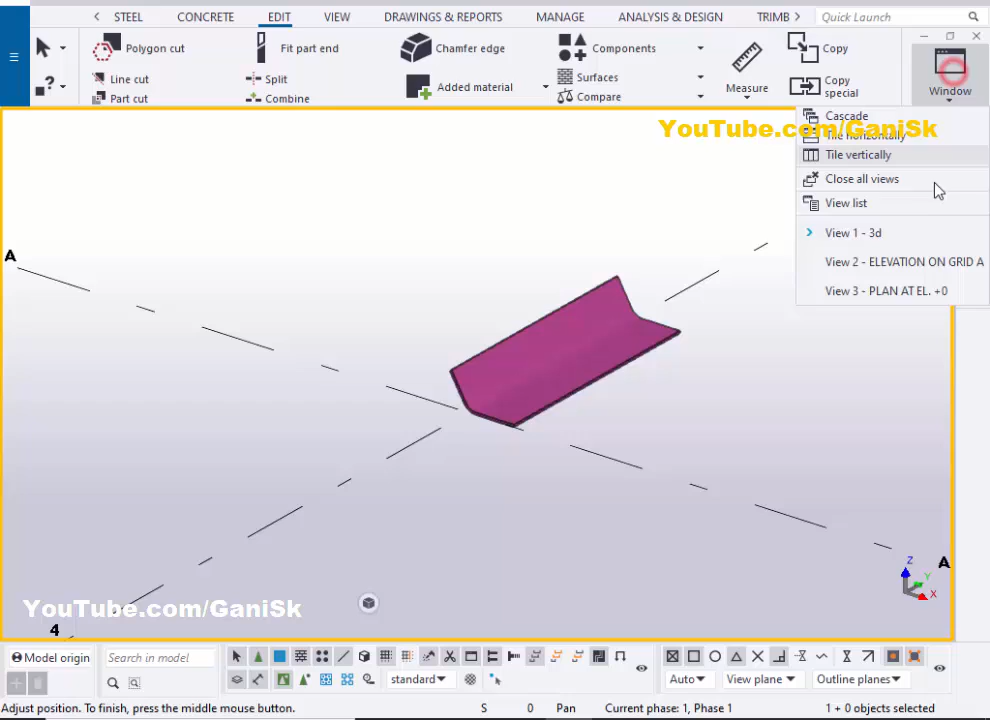 STEEL CONCRETE EDIT VIEW DRAWINGS & REPORTS MANAGE ANALYSIS & DESIGN TRIMB Quick Launch
Polygon cut Fit part end Chamfer edge Components Copy
Line cut Split Added material Surfaces Measure Copy special Window
Part cut Combine Compare
Cascade
YouTube.com/GaniSk
Tile horizontally
Tile vertically
Close all views
View list
View 1 - 3d
View 2 - ELEVATION ON GRID A
View 3 - PLAN AT EL. +0
A
A
Z
Y
X
YouTube.com/GaniSk
4
Model origin Search in model
standard Auto View plane Outline planes
Adjust position. To finish, press the middle mouse button. S 0 Pan Current phase: 1, Phase 1 1 + 0 objects selected